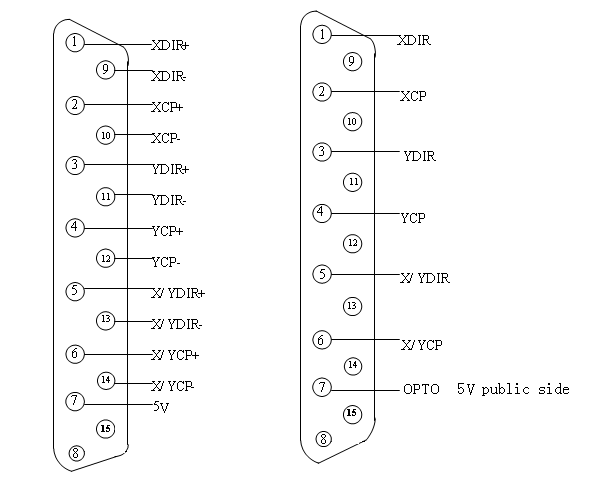 1 XDIR+
9 XDIR-
2 XCP+
10 XCP-
3 YDIR+
11 YDIR-
4 YCP+
12 YCP-
5 X/YDIR+
13 X/YDIR-
6 X/YCP+
14 X/YCP-
7 5V
15
8
1 XDIR
9
2 XCP
10
3 YDIR
11
4 YCP
12
5 X/YDIR
13
6 X/YCP
14
7 OPTO 5V public side
15
8